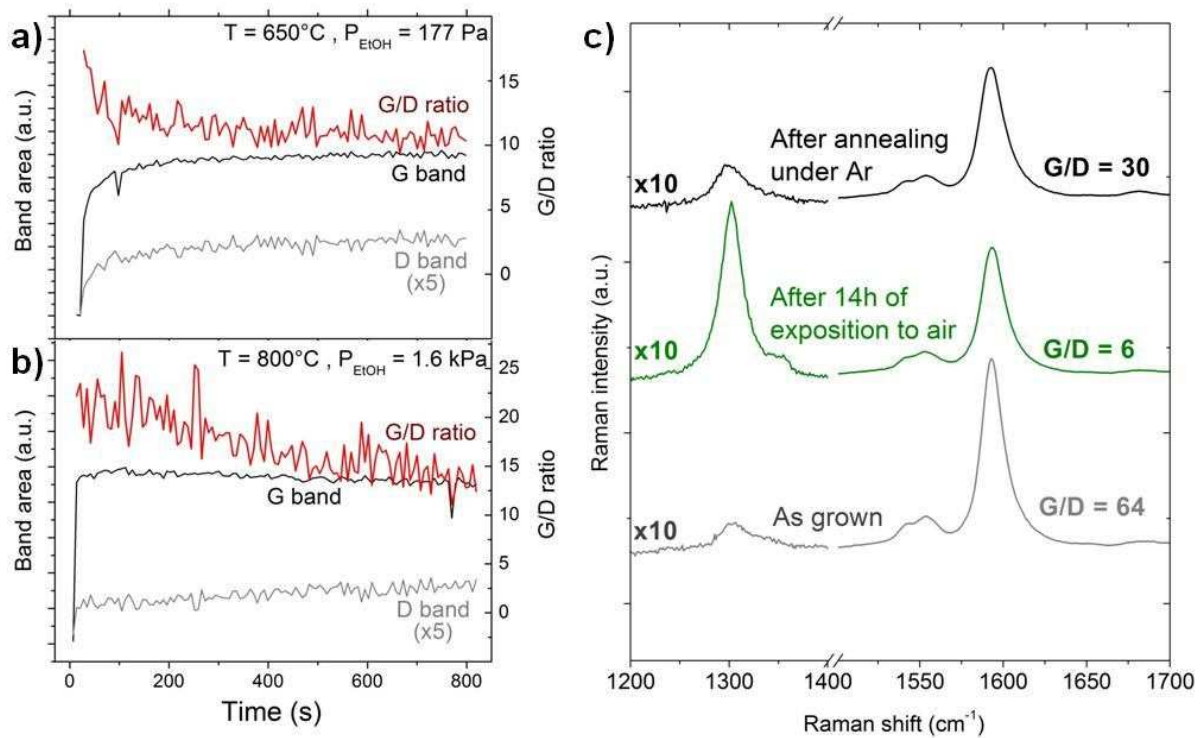 a)
T = 650°C , P_EtOH = 177 Pa
Band area (a.u.)
G/D ratio
G band
D band
(x5)
15
10
5
0
G/D ratio
b)
T = 800°C , P_EtOH = 1.6 kPa
Band area (a.u.)
G/D ratio
G band
D band
(x5)
25
20
15
10
5
0
G/D ratio
0 200 400 600 800
Time (s)
c)
Raman intensity (a.u.)
x10
After annealing
under Ar
G/D = 30
x10
After 14h of
exposition to air
G/D = 6
x10
As grown
G/D = 64
1200 1300 1400 1550 1600 1650 1700
Raman shift (cm⁻¹)